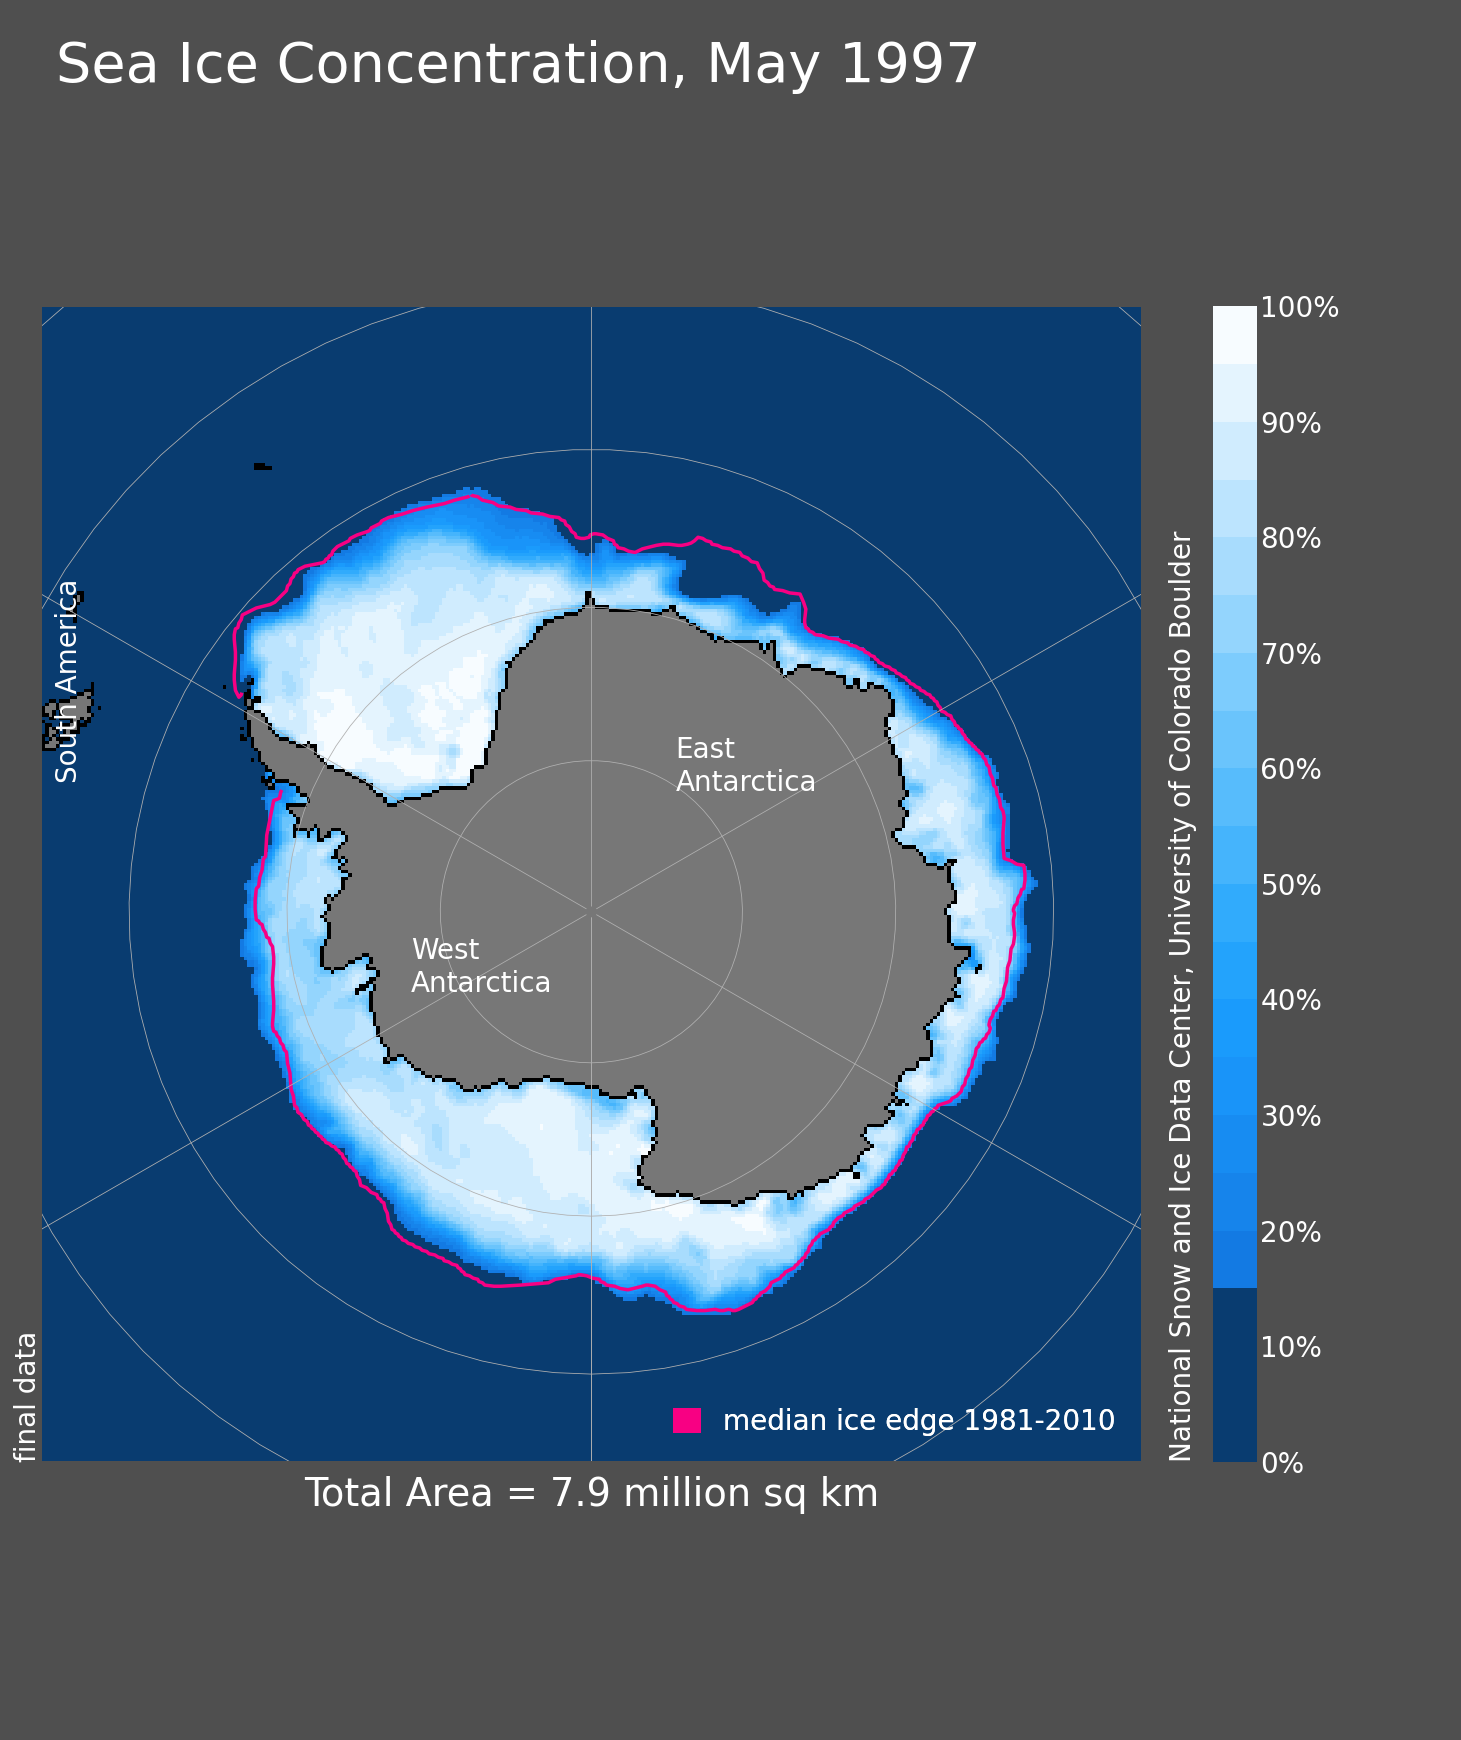 Sea Ice Concentration, May 1997
South America
East
Antarctica
West
Antarctica
median ice edge 1981-2010
final data
Total Area = 7.9 million sq km
National Snow and Ice Data Center, University of Colorado Boulder
100%
90%
80%
70%
60%
50%
40%
30%
20%
10%
0%